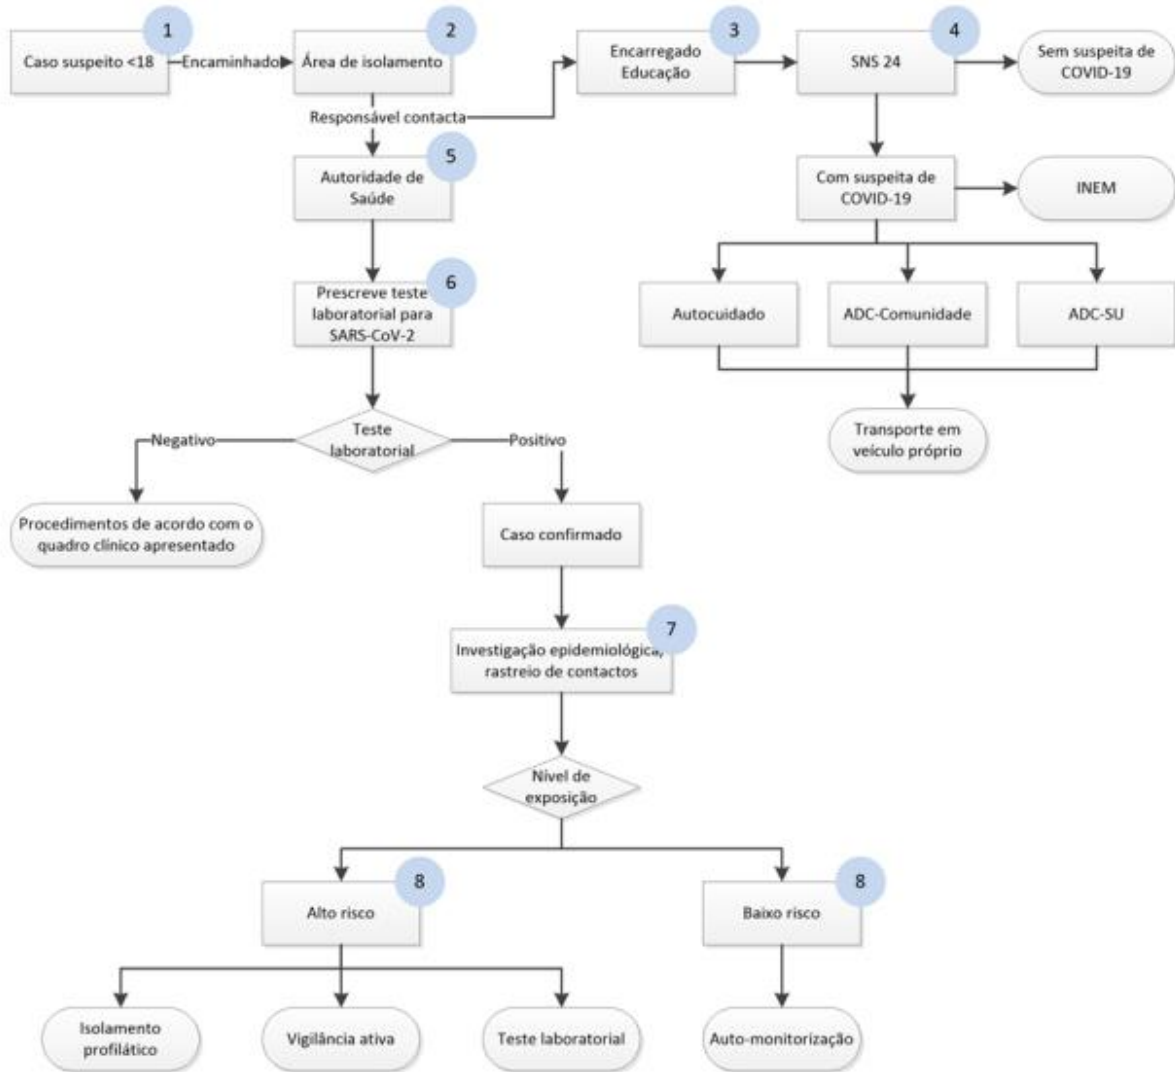 1
Caso suspeito <18
Encaminhado
2
Área de isolamento
3
Encarregado
Educação
4
SNS 24
Sem suspeita de
COVID-19
Responsável contacta
5
Autoridade de
Saúde
Com suspeita de
COVID-19
INEM
6
Prescreve teste
laboratorial para
SARS-CoV-2
Autocuidado
ADC-Comunidade
ADC-SU
Negativo
Teste
laboratorial
Positivo
Transporte em
veículo próprio
Procedimentos de acordo com o
quadro clínico apresentado
Caso confirmado
7
Investigação epidemiológica,
rastreio de contactos
Nível de
exposição
8
Alto risco
8
Baixo risco
Isolamento
profilático
Vigilância ativa
Teste laboratorial
Auto-monitorização